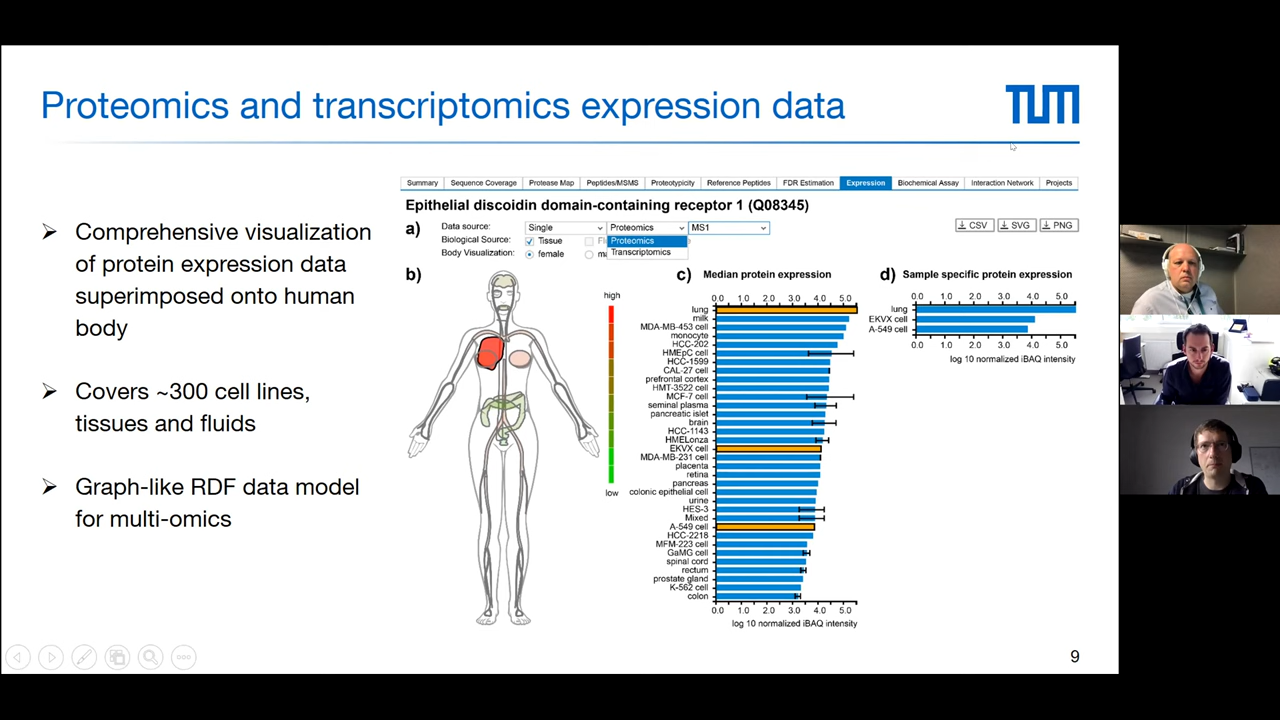 Proteomics and transcriptomics expression data
TUM
Comprehensive visualization
of protein expression data
superimposed onto human
body
Covers ~300 cell lines,
tissues and fluids
Graph-like RDF data model
for multi-omics
Summary Sequence Coverage Protease Map Peptides/MSMS Proteotypicity Reference Peptides FDR Estimation Expression Biochemical Assay Interaction Network Projects
Epithelial discoidin domain-containing receptor 1 (Q08345)
a) Data source: Single Proteomics MS1 CSV SVG PNG
Biological Source: Tissue Proteomics
Body Visualization: female Transcriptomics
b)
high
low
c) Median protein expression
0.0 1.0 2.0 3.0 4.0 5.0
lung
milk
MDA-MB-453 cell
monocyte
HCC-202
HMEpC cell
HCC-1599
CAL-27 cell
prefrontal cortex
HMT-3522 cell
MCF-7 cell
seminal plasma
pancreatic islet
brain
HCC-1143
HMELonza
EKVX cell
MDA-MB-231 cell
placenta
retina
pancreas
colonic epithelial cell
urine
HES-3
Mixed
A-549 cell
HCC-2218
MFM-223 cell
GaMG cell
spinal cord
rectum
prostate gland
K-562 cell
colon
0.0 1.0 2.0 3.0 4.0 5.0
log 10 normalized iBAQ intensity
d) Sample specific protein expression
0.0 1.0 2.0 3.0 4.0 5.0
lung
EKVX cell
A-549 cell
0.0 1.0 2.0 3.0 4.0 5.0
log 10 normalized iBAQ intensity
9